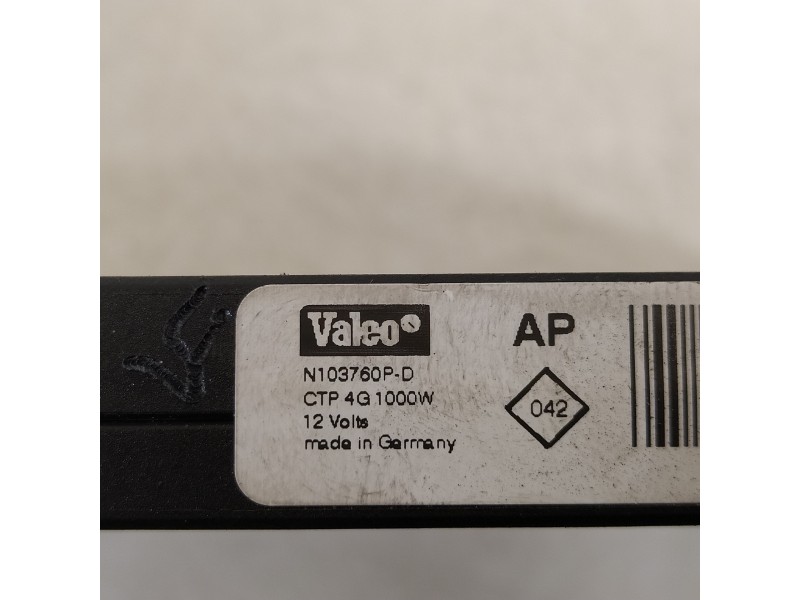 Valeo
AP
N103760P-D
CTP 4G 1000W
12 Volts
made in Germany
042